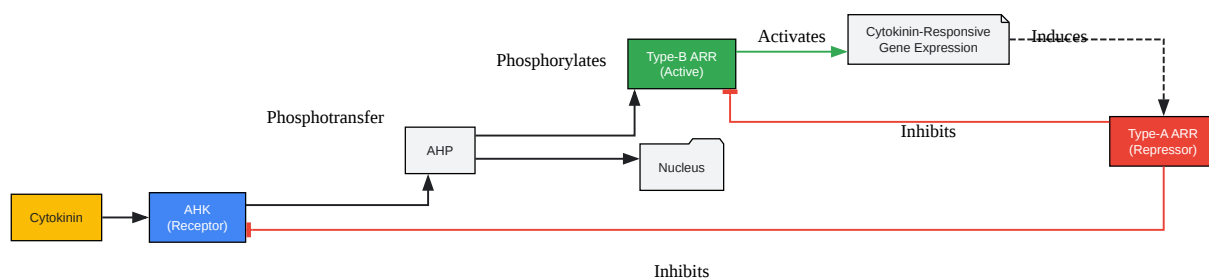 Activates
Cytokinin-Responsive
Gene Expression
Induces
Type-B ARR
(Active)
Phosphorylates
Phosphotransfer
Inhibits
Type-A ARR
(Repressor)
AHP
Nucleus
Cytokinin
AHK
(Receptor)
Inhibits